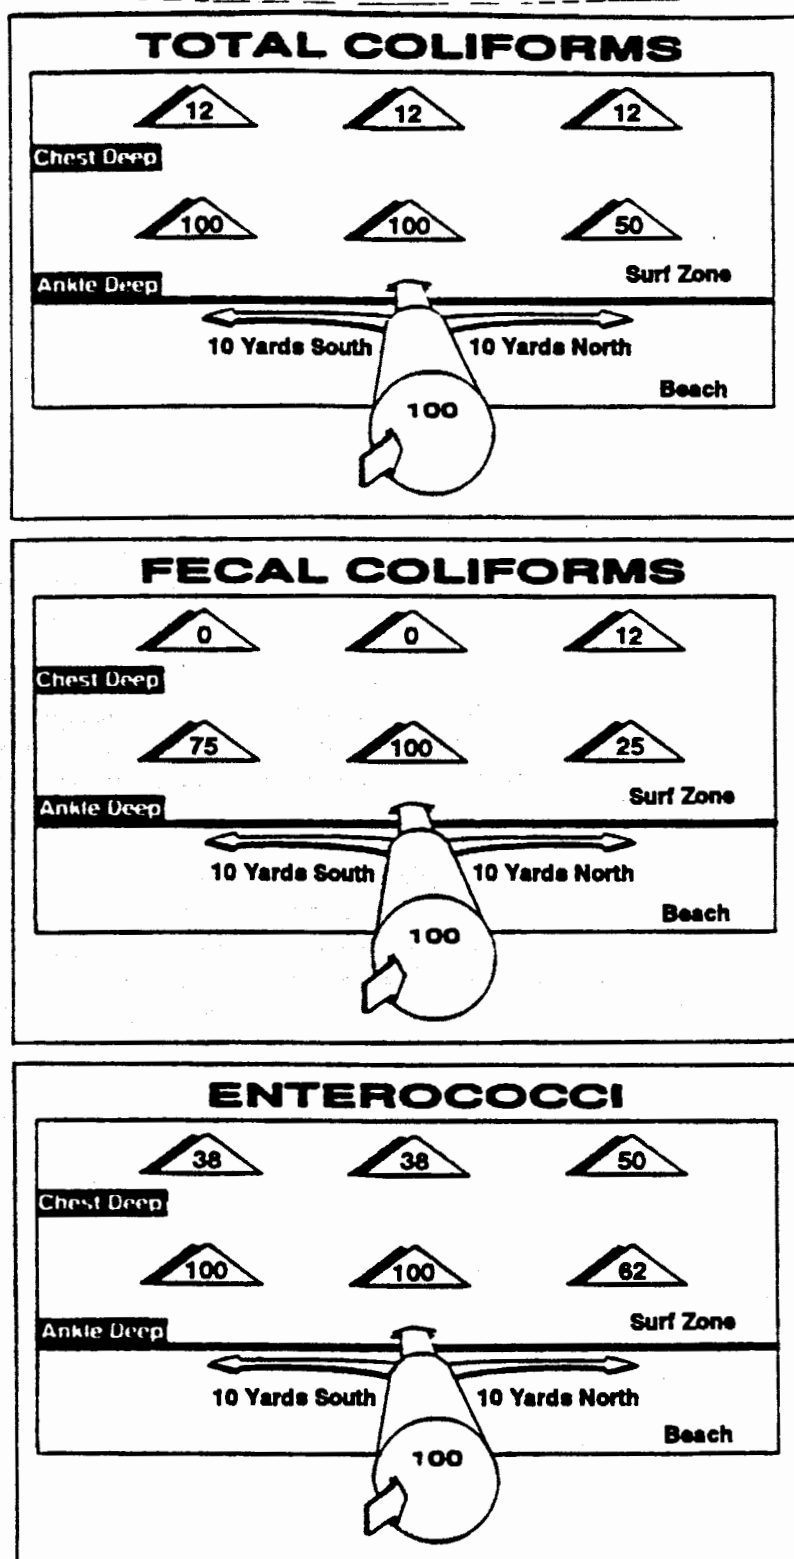 TOTAL COLIFORMS
12 12 12
Chest Deep
100 100 50
Surf Zone
Ankle Deep
10 Yards South 10 Yards North
Beach
100
FECAL COLIFORMS
0 0 12
Chest Deep
75 100 25
Surf Zone
Ankle Deep
10 Yards South 10 Yards North
Beach
100
ENTEROCOCCI
38 38 50
Chest Deep
100 100 62
Surf Zone
Ankle Deep
10 Yards South 10 Yards North
Beach
100